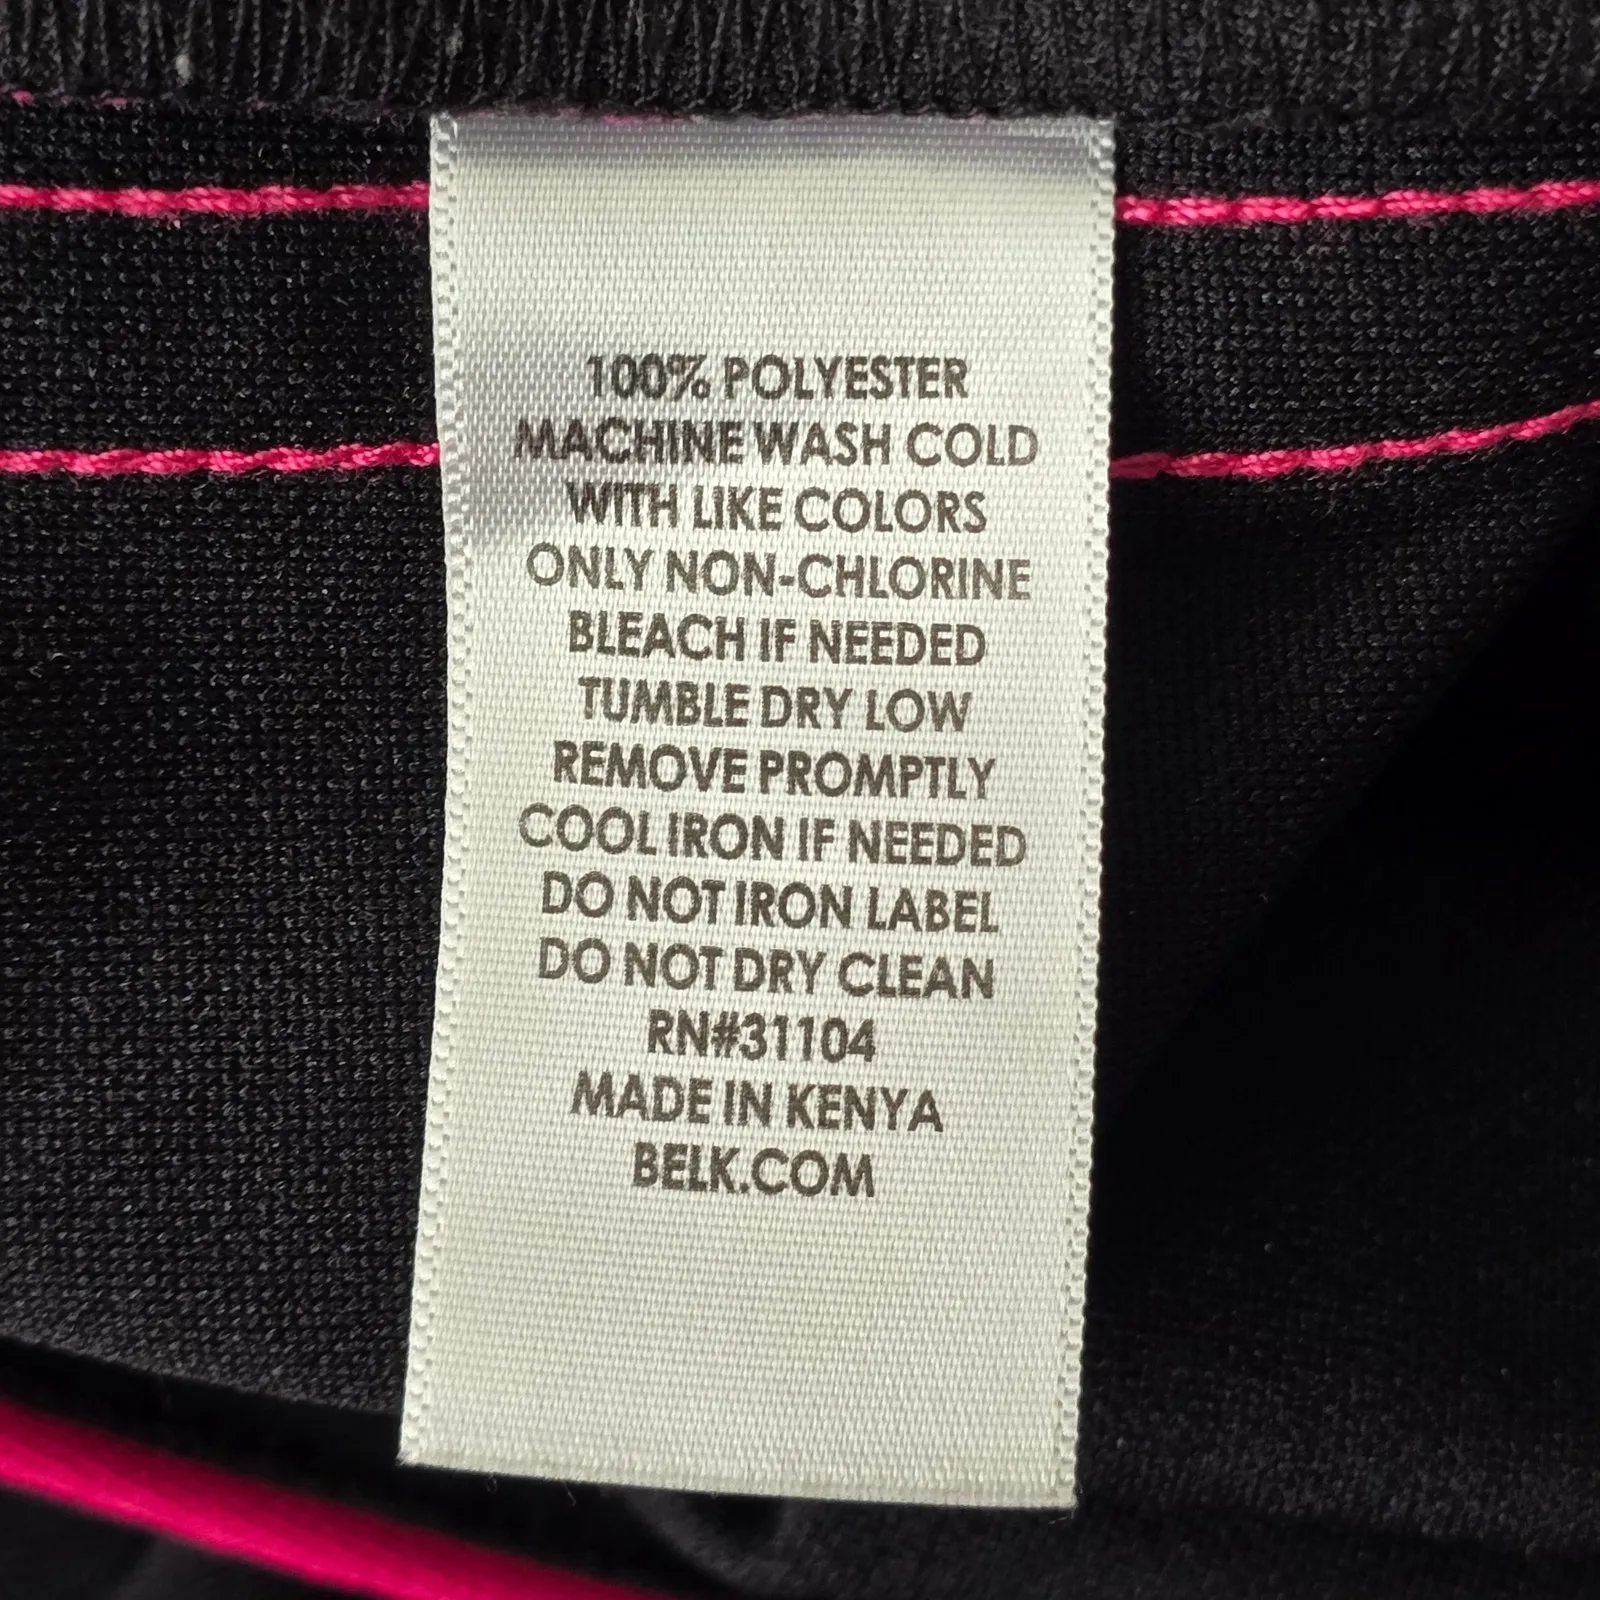 100% POLYESTER
MACHINE WASH COLD
WITH LIKE COLORS
ONLY NON-CHLORINE
BLEACH IF NEEDED
TUMBLE DRY LOW
REMOVE PROMPTLY
COOL IRON IF NEEDED
DO NOT IRON LABEL
DO NOT DRY CLEAN
RN#31104
MADE IN KENYA
BELK.COM